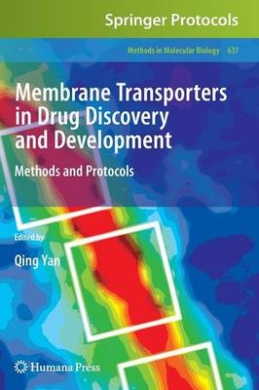 Springer Protocols
Methods in Molecular Biology 637
Membrane Transporters
in Drug Discovery
and Development
Methods and Protocols
Edited by
Qing Yan
Humana Press